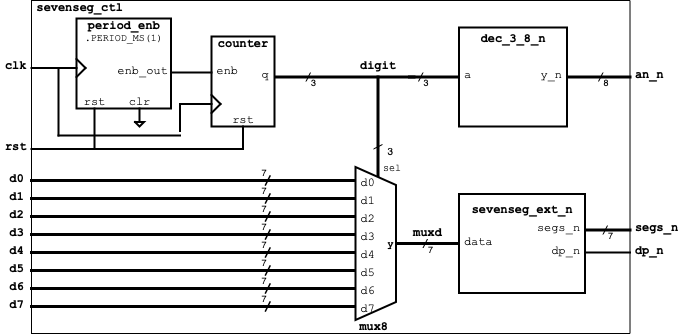 sevenseg_ctl
period_enb
.PERIOD_MS(1)
counter
dec_3_8_n
clk
enb_out
enb
q
digit
3
3
a
y_n
8
an_n
rst
clr
rst
rst
3
sel
d0
7
d0
d1
7
d1
d2
7
d2
d3
7
d3
d4
7
d4
d5
7
d5
d6
7
d6
d7
7
d7
y
mux8
muxd
7
sevenseg_ext_n
data
segs_n
7
segs_n
dp_n
dp_n